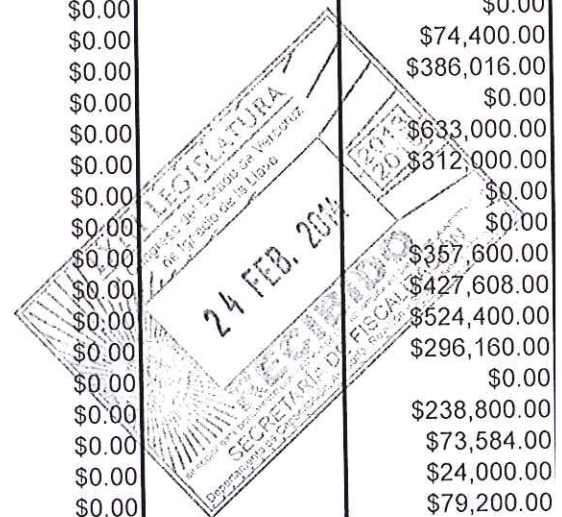 $0.00 $0.00
$0.00 $74,400.00
$0.00 $386,016.00
$0.00 $0.00
$0.00 $633,000.00
$0.00 $312,000.00
$0.00 $0.00
$0.00 $0.00
$0.00 $357,600.00
$0.00 $427,608.00
$0.00 $524,400.00
$0.00 $296,160.00
$0.00 $0.00
$0.00 $238,800.00
$0.00 $73,584.00
$0.00 $24,000.00
$0.00 $79,200.00
LEGISLATURA
del Estado de Veracruz
de Ignacio de la Llave
2013
24 FEB. 2014
RECIBIDO
SECRETARÍA DE FISCALIZACIÓN
Departamento de